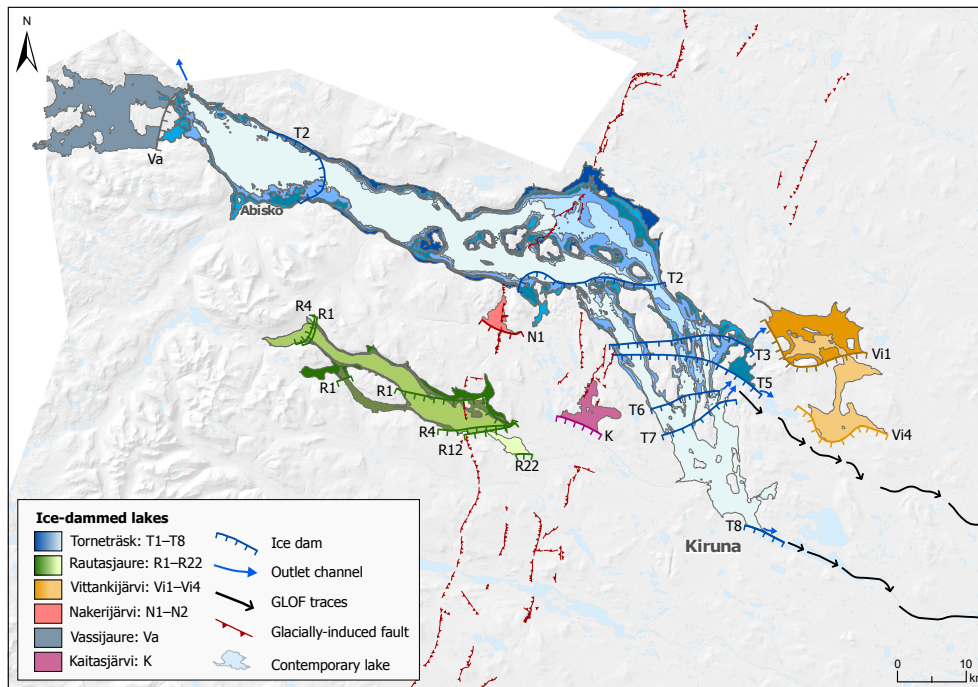 N
T2
Va
Abisko
T2
R4
R1
N1
T3
Vi1
R1
R1
T5
T6
R4
K
T7
Vi4
R12
R22
T8
Kiruna
Ice-dammed lakes
Torneträsk: T1–T8
Rautasjaure: R1–R22
Vittankijärvi: Vi1–Vi4
Nakerijärvi: N1–N2
Vassijaure: Va
Kaitasjärvi: K
Ice dam
Outlet channel
GLOF traces
Glacially-induced fault
Contemporary lake
0 10